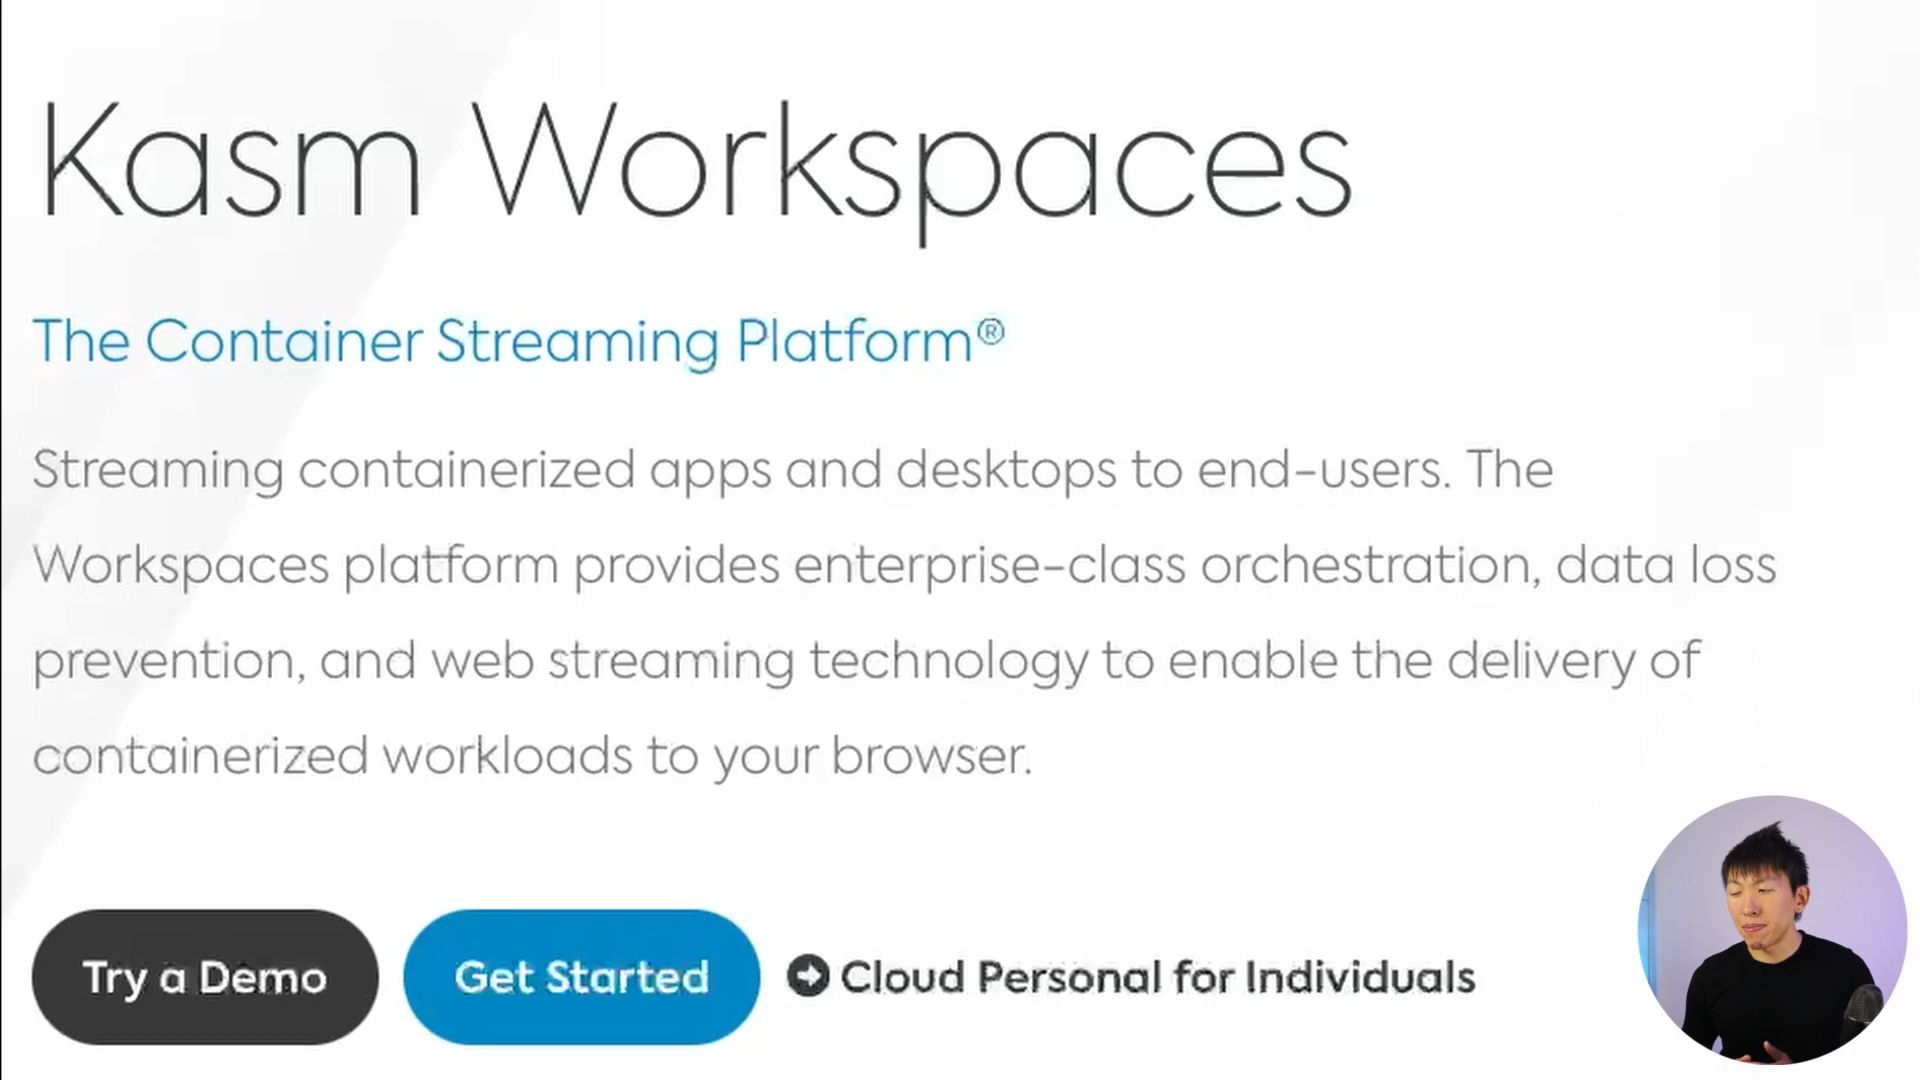 Kasm Workspaces
The Container Streaming Platform®
Streaming containerized apps and desktops to end-users. The
Workspaces platform provides enterprise-class orchestration, data loss
prevention, and web streaming technology to enable the delivery of
containerized workloads to your browser.
Try a Demo
Get Started
Cloud Personal for Individuals